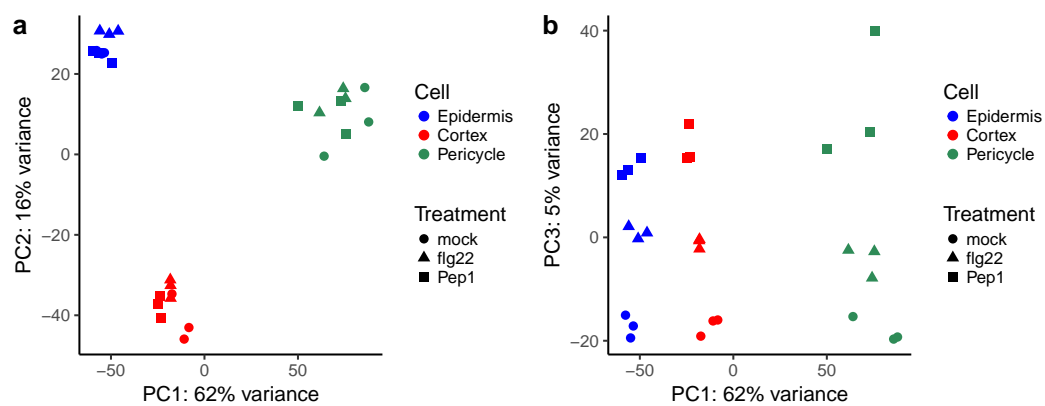 a
PC2: 16% variance
20
0
−20
−40
−50
0
50
PC1: 62% variance
Cell
Epidermis
Cortex
Pericycle
Treatment
mock
flg22
Pep1
b
PC3: 5% variance
40
20
0
−20
−50
0
50
PC1: 62% variance
Cell
Epidermis
Cortex
Pericycle
Treatment
mock
flg22
Pep1